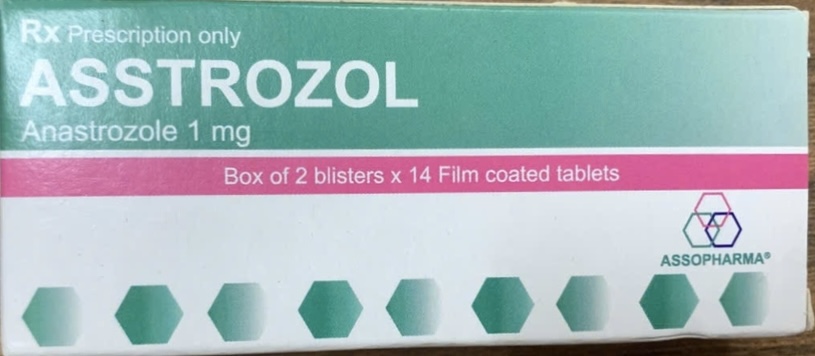 Rx Prescription only
ASSTROZOL
Anastrozole 1 mg
Box of 2 blisters x 14 Film coated tablets
ASSOPHARMA®